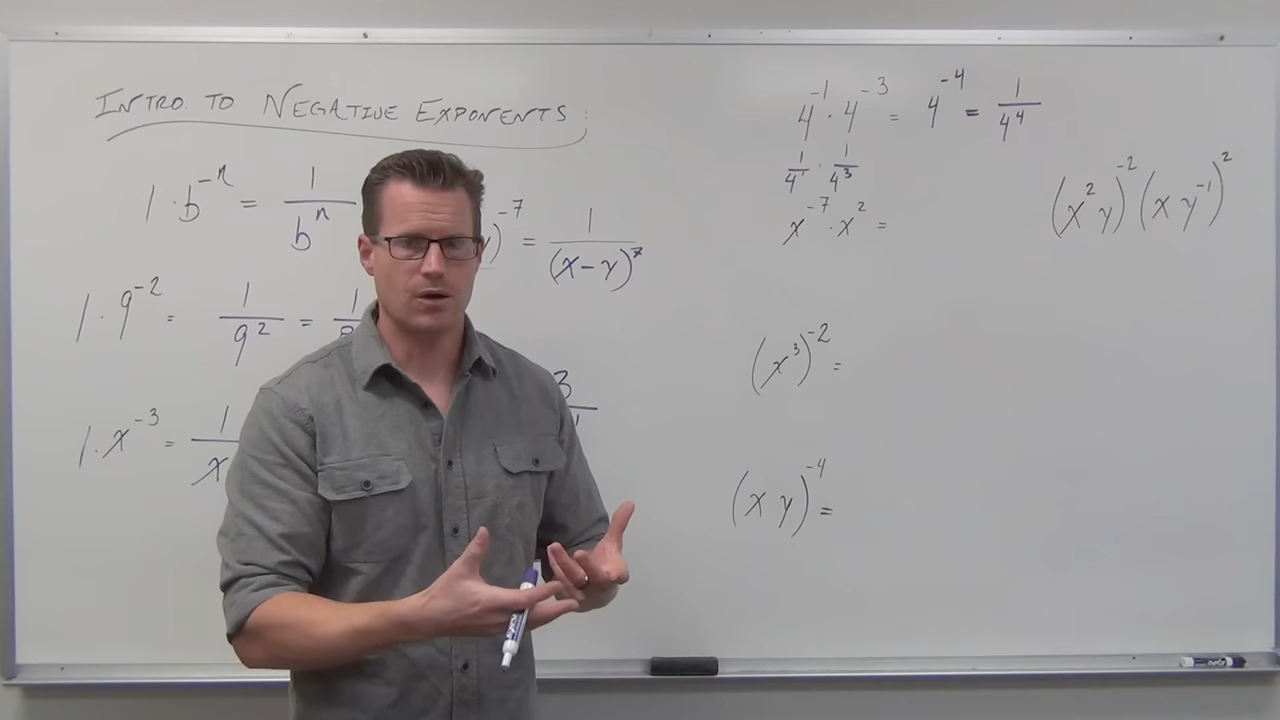 INTRO TO NEGATIVE EXPONENTS:
1 · b^-n = 1/b^n
)^-7 = 1/(x-y)^7
1 · 9^-2 = 1/9^2 = 1/
1 · x^-3 = 1/x
3
4^-1 · 4^-3 = 4^-4 = 1/4^4
1/4^1 · 1/4^3
x^-7 · x^2 =
(x^3)^-2 =
(x y)^-4 =
(x^2 y)^-2 (x y^-1)^2
EXPO